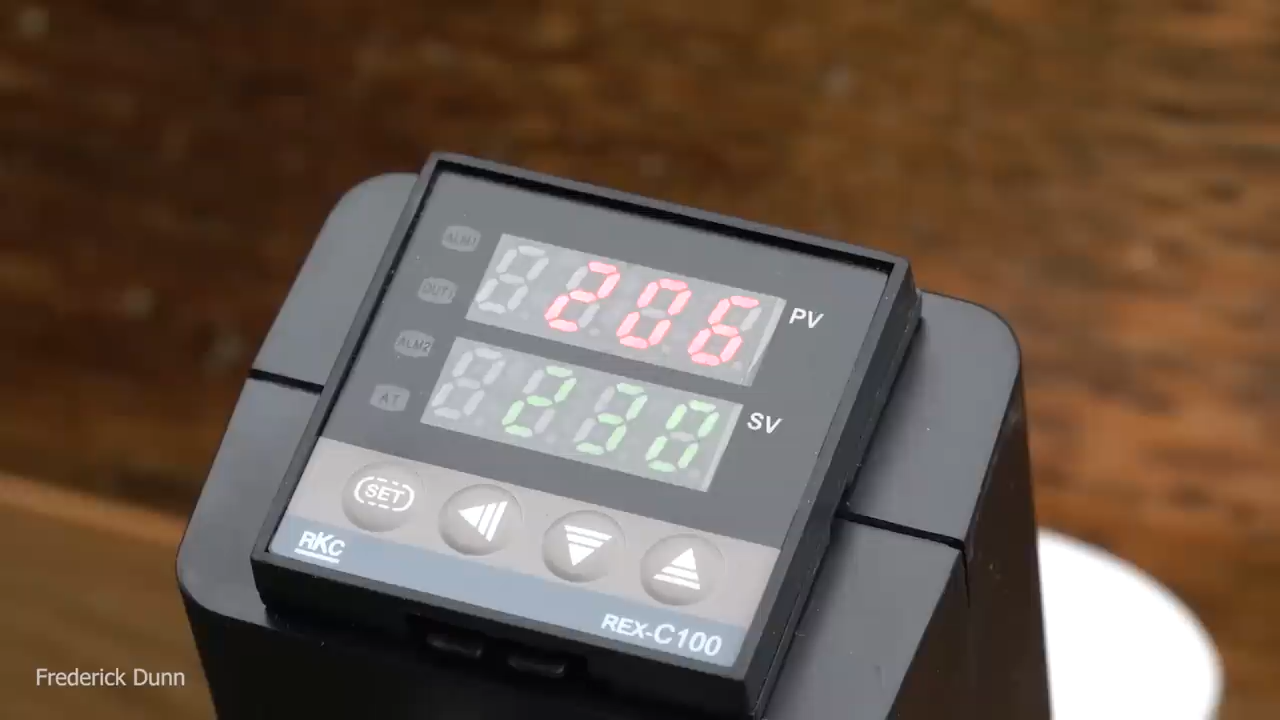 ALM1
206 PV
OUT1
ALM2
230 SV
AT
SET
RKC
REX-C100
Frederick Dunn